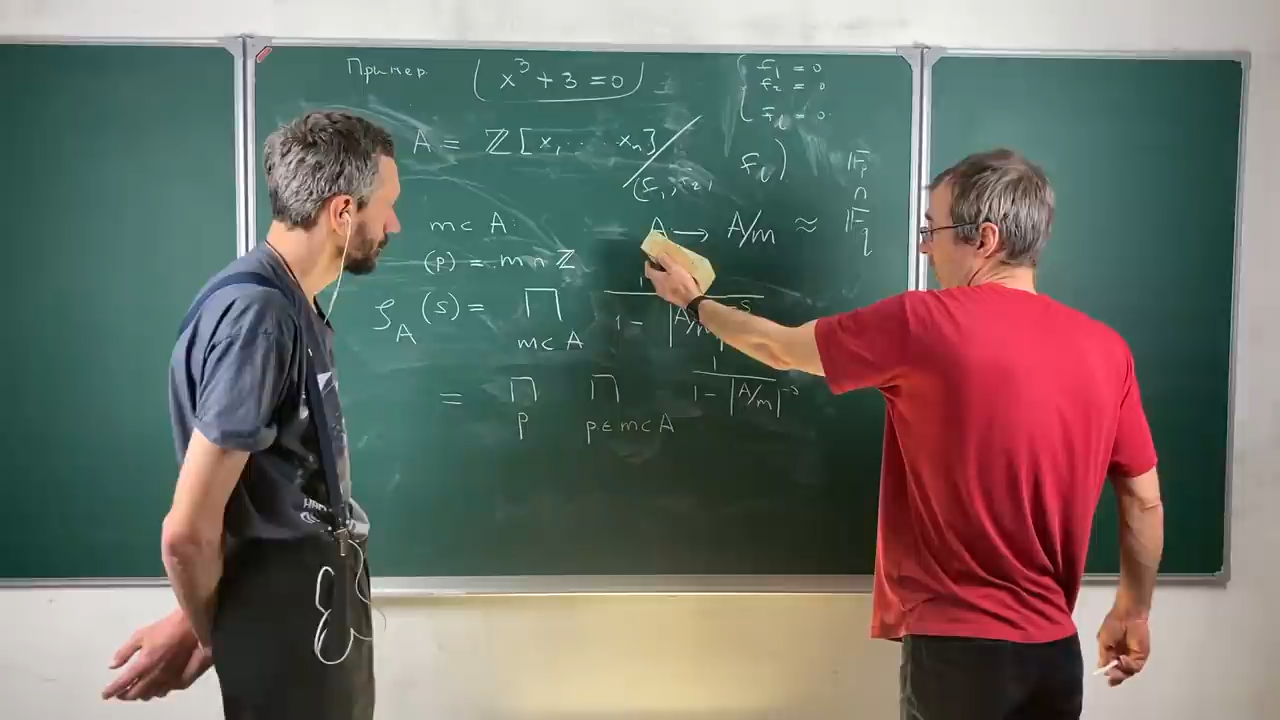 Пример. (x³ + 3 = 0)
{ f₁ = 0
f₂ = 0
f_l = 0.
A = ℤ[x₁, ... xₙ] / (f₁, f₂, f_l)
m ⊂ A. A → A/m ≈ 𝔽_q
𝔽_p
∩
(p) = m ∩ ℤ
ζ_A(s) = ∏_{m⊂A} 1 / (1 - |A/m|^{-s})
= ∏_p ∏_{p∈m⊂A} 1 / (1 - |A/m|^{-s})